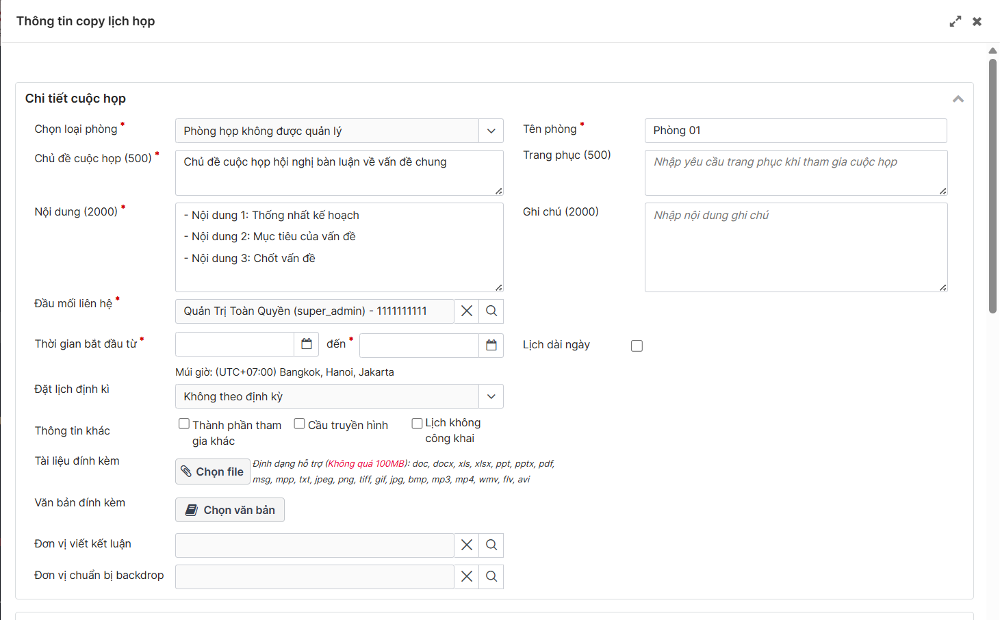 Thông tin copy lịch họp
Chi tiết cuộc họp
Chọn loại phòng *
Phòng họp không được quản lý
Tên phòng *
Phòng 01
Chủ đề cuộc họp (500) *
Chủ đề cuộc họp hội nghị bàn luận về vấn đề chung
Trang phục (500)
Nhập yêu cầu trang phục khi tham gia cuộc họp
Nội dung (2000) *
- Nội dung 1: Thống nhất kế hoạch
- Nội dung 2: Mục tiêu của vấn đề
- Nội dung 3: Chốt vấn đề
Ghi chú (2000)
Nhập nội dung ghi chú
Đầu mối liên hệ *
Quản Trị Toàn Quyền (super_admin) - 1111111111
Thời gian bắt đầu từ *
đến *
Lịch dài ngày
Múi giờ: (UTC+07:00) Bangkok, Hanoi, Jakarta
Đặt lịch định kì
Không theo định kỳ
Thông tin khác
Thành phần tham
gia khác
Cầu truyền hình
Lịch không
công khai
Tài liệu đính kèm
Chọn file
Định dạng hỗ trợ (Không quá 100MB): doc, docx, xls, xlsx, ppt, pptx, pdf,
msg, mpp, txt, jpeg, png, tiff, gif, jpg, bmp, mp3, mp4, wmv, flv, avi
Văn bản đính kèm
Chọn văn bản
Đơn vị viết kết luận
Đơn vị chuẩn bị backdrop